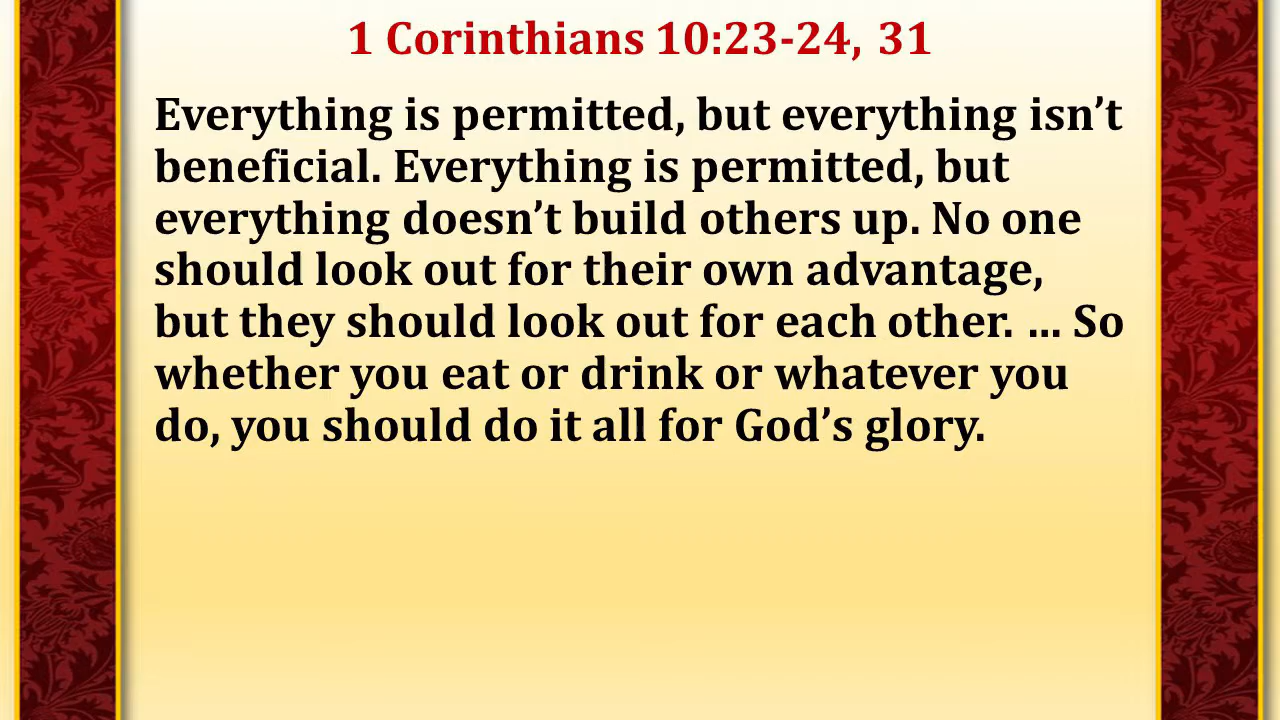 1 Corinthians 10:23-24, 31
Everything is permitted, but everything isn’t
beneficial. Everything is permitted, but
everything doesn’t build others up. No one
should look out for their own advantage,
but they should look out for each other. … So
whether you eat or drink or whatever you
do, you should do it all for God’s glory.